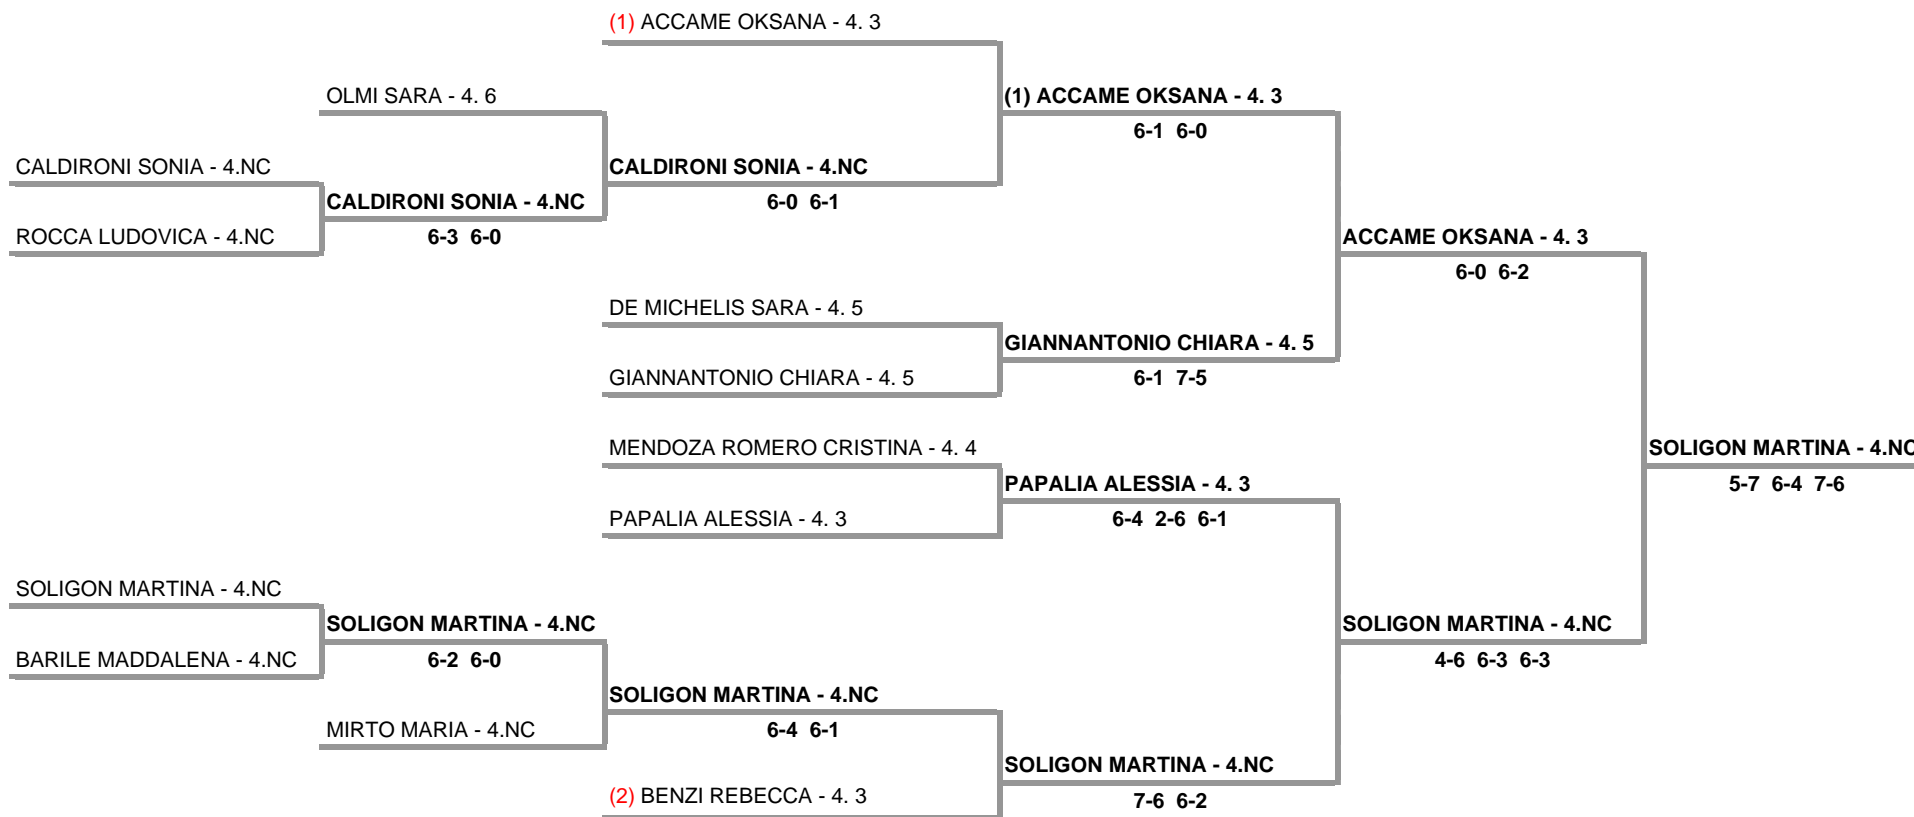 (1) ACCAME OKSANA - 4. 3
OLMI SARA - 4. 6
(1) ACCAME OKSANA - 4. 3
6-1 6-0
CALDIRONI SONIA - 4.NC
CALDIRONI SONIA - 4.NC
CALDIRONI SONIA - 4.NC
6-0 6-1
ROCCA LUDOVICA - 4.NC
6-3 6-0
ACCAME OKSANA - 4. 3
6-0 6-2
DE MICHELIS SARA - 4. 5
GIANNANTONIO CHIARA - 4. 5
GIANNANTONIO CHIARA - 4. 5
6-1 7-5
MENDOZA ROMERO CRISTINA - 4. 4
SOLIGON MARTINA - 4.NC
5-7 6-4 7-6
PAPALIA ALESSIA - 4. 3
PAPALIA ALESSIA - 4. 3
6-4 2-6 6-1
SOLIGON MARTINA - 4.NC
SOLIGON MARTINA - 4.NC
SOLIGON MARTINA - 4.NC
BARILE MADDALENA - 4.NC
6-2 6-0
4-6 6-3 6-3
SOLIGON MARTINA - 4.NC
MIRTO MARIA - 4.NC
6-4 6-1
SOLIGON MARTINA - 4.NC
(2) BENZI REBECCA - 4. 3
7-6 6-2